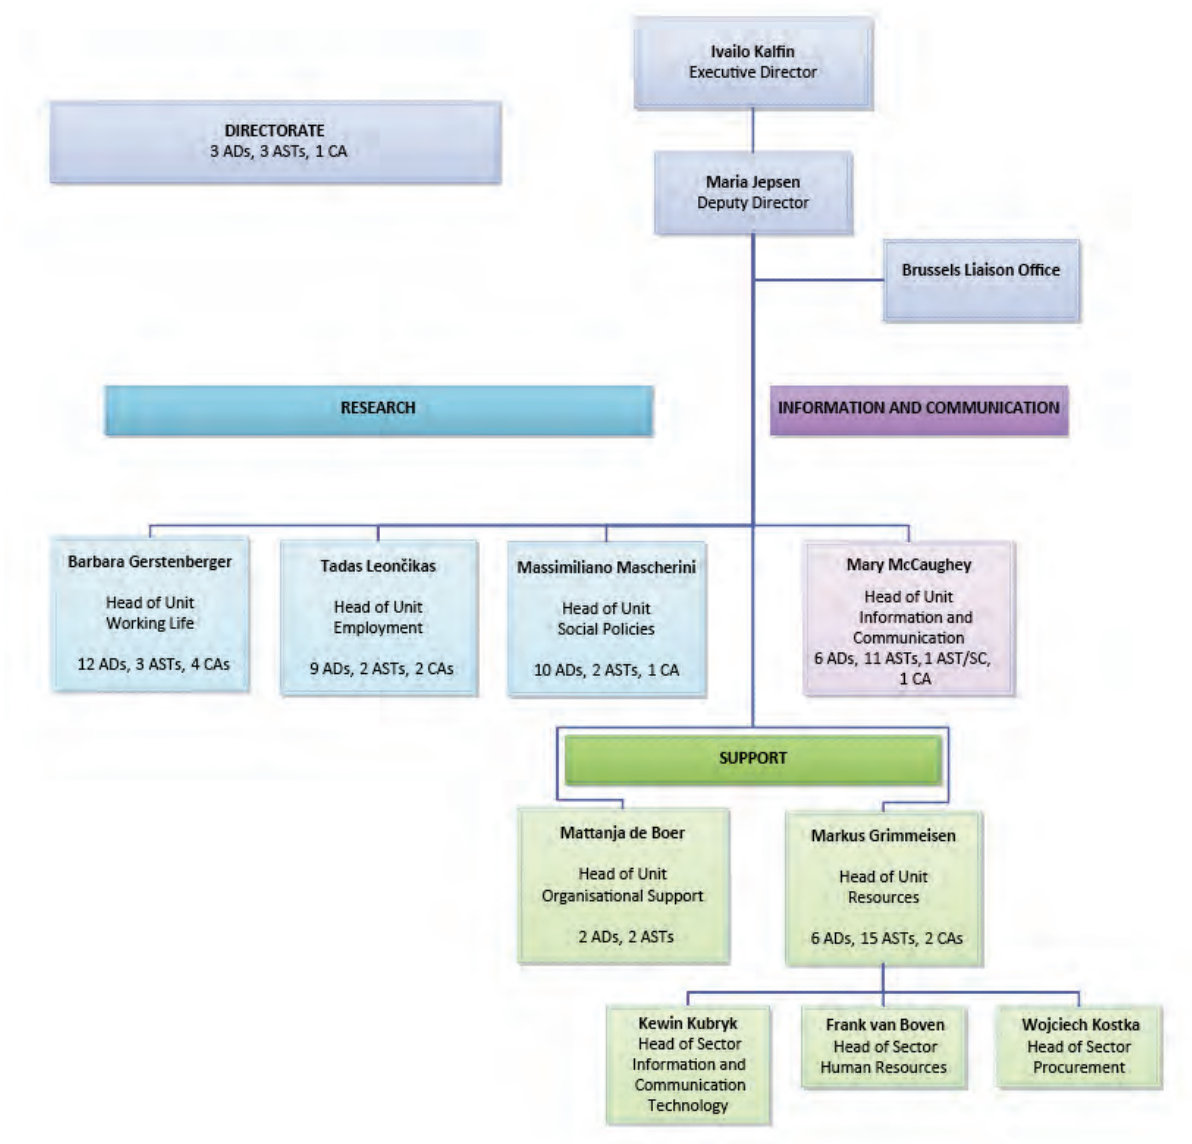 Ivailo Kalfin
Executive Director
DIRECTORATE
3 ADs, 3 ASTs, 1 CA
Maria Jepsen
Deputy Director
Brussels Liaison Office
RESEARCH
INFORMATION AND COMMUNICATION
Barbara Gerstenberger
Head of Unit
Working Life
12 ADs, 3 ASTs, 4 CAs
Tadas Leončikas
Head of Unit
Employment
9 ADs, 2 ASTs, 2 CAs
Massimiliano Mascherini
Head of Unit
Social Policies
10 ADs, 2 ASTs, 1 CA
Mary McCaughey
Head of Unit
Information and
Communication
6 ADs, 11 ASTs, 1 AST/SC,
1 CA
SUPPORT
Mattanja de Boer
Head of Unit
Organisational Support
2 ADs, 2 ASTs
Markus Grimmeisen
Head of Unit
Resources
6 ADs, 15 ASTs, 2 CAs
Kewin Kubryk
Head of Sector
Information and
Communication
Technology
Frank van Boven
Head of Sector
Human Resources
Wojciech Kostka
Head of Sector
Procurement